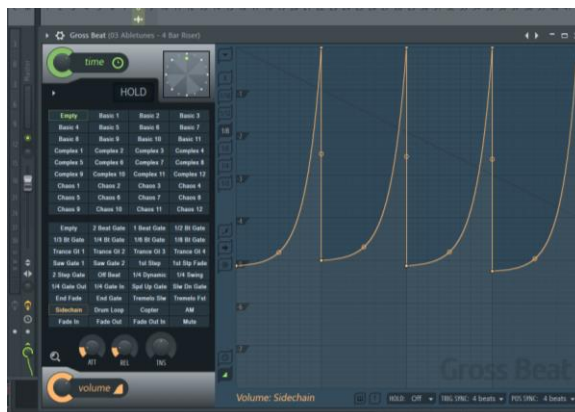 Gross Beat (03 Abletunes - 4 Bar Riser)
time
HOLD
Empty Basic 1 Basic 2 Basic 3
Basic 4 Basic 5 Basic 6 Basic 7
Basic 8 Basic 9 Basic 10 Basic 11
Complex 1 Complex 2 Complex 3 Complex 4
Complex 5 Complex 6 Complex 7 Complex 8
Complex 9 Complex 10 Complex 11 Complex 12
Chaos 1 Chaos 2 Chaos 3 Chaos 4
Chaos 5 Chaos 6 Chaos 7 Chaos 8
Chaos 9 Chaos 10 Chaos 11 Chaos 12
Empty 2 Beat Gate 1 Beat Gate 1/2 Bt Gate
1/3 Bt Gate 1/4 Bt Gate 1/6 Bt Gate 1/8 Bt Gate
Trance Gt 1 Trance Gt 2 Trance Gt 3 Trance Gt 4
Saw Gate 1 Saw Gate 2 1st Step 1st Stp Fade
2 Step Gate Off Beat 1/4 Dynamic 1/4 Swing
1/4 Gate Out 1/4 Gate In Spd Up Gate Slw Dn Gate
End Fade End Gate Tremolo Slw Tremolo Fst
Sidechain Drum Loop Copter AM
Fade In Fade Out Fade Out In Mute
ATT REL TNS
volume
Gross Beat
Volume: Sidechain
HOLD: Off TRIG SYNC: 4 beats POS SYNC: 4 beats